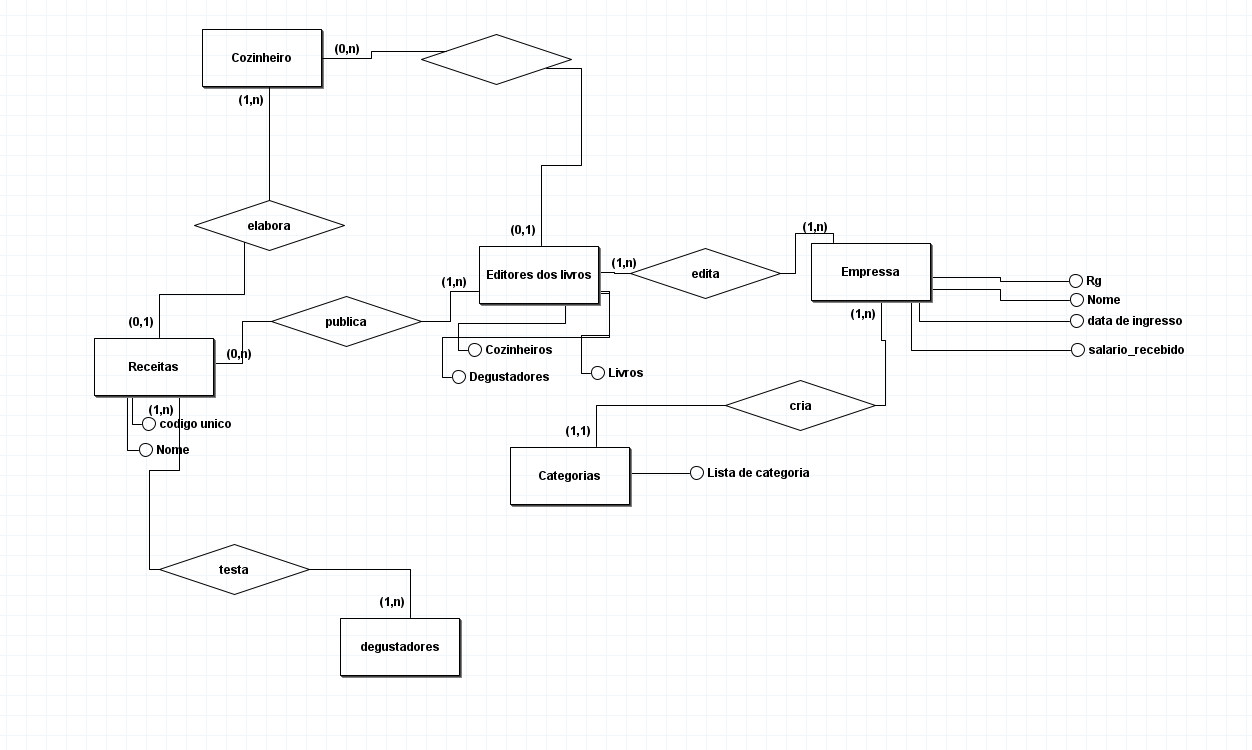 Cozinheiro
(0,n)
(1,n)
elabora
(0,1)
(1,n)
Editores dos livros
(1,n)
edita
Empressa
Rg
Nome
data de ingresso
salario_recebido
(1,n)
(1,n)
publica
(0,1)
(0,n)
Receitas
Cozinheiros
Degustadores
Livros
cria
(1,n)
codigo unico
Nome
(1,1)
Categorias
Lista de categoria
testa
(1,n)
degustadores